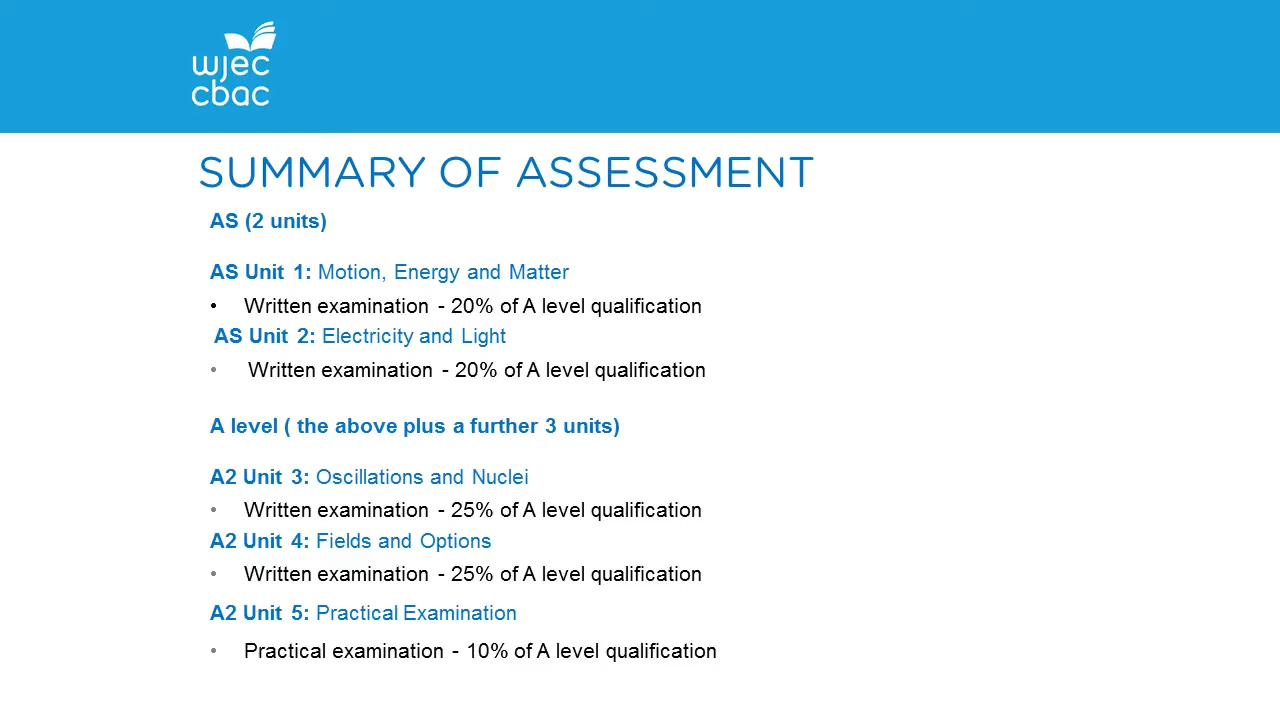 wjec
cbac
SUMMARY OF ASSESSMENT
AS (2 units)
AS Unit 1: Motion, Energy and Matter
• Written examination - 20% of A level qualification
AS Unit 2: Electricity and Light
• Written examination - 20% of A level qualification
A level ( the above plus a further 3 units)
A2 Unit 3: Oscillations and Nuclei
• Written examination - 25% of A level qualification
A2 Unit 4: Fields and Options
• Written examination - 25% of A level qualification
A2 Unit 5: Practical Examination
• Practical examination - 10% of A level qualification